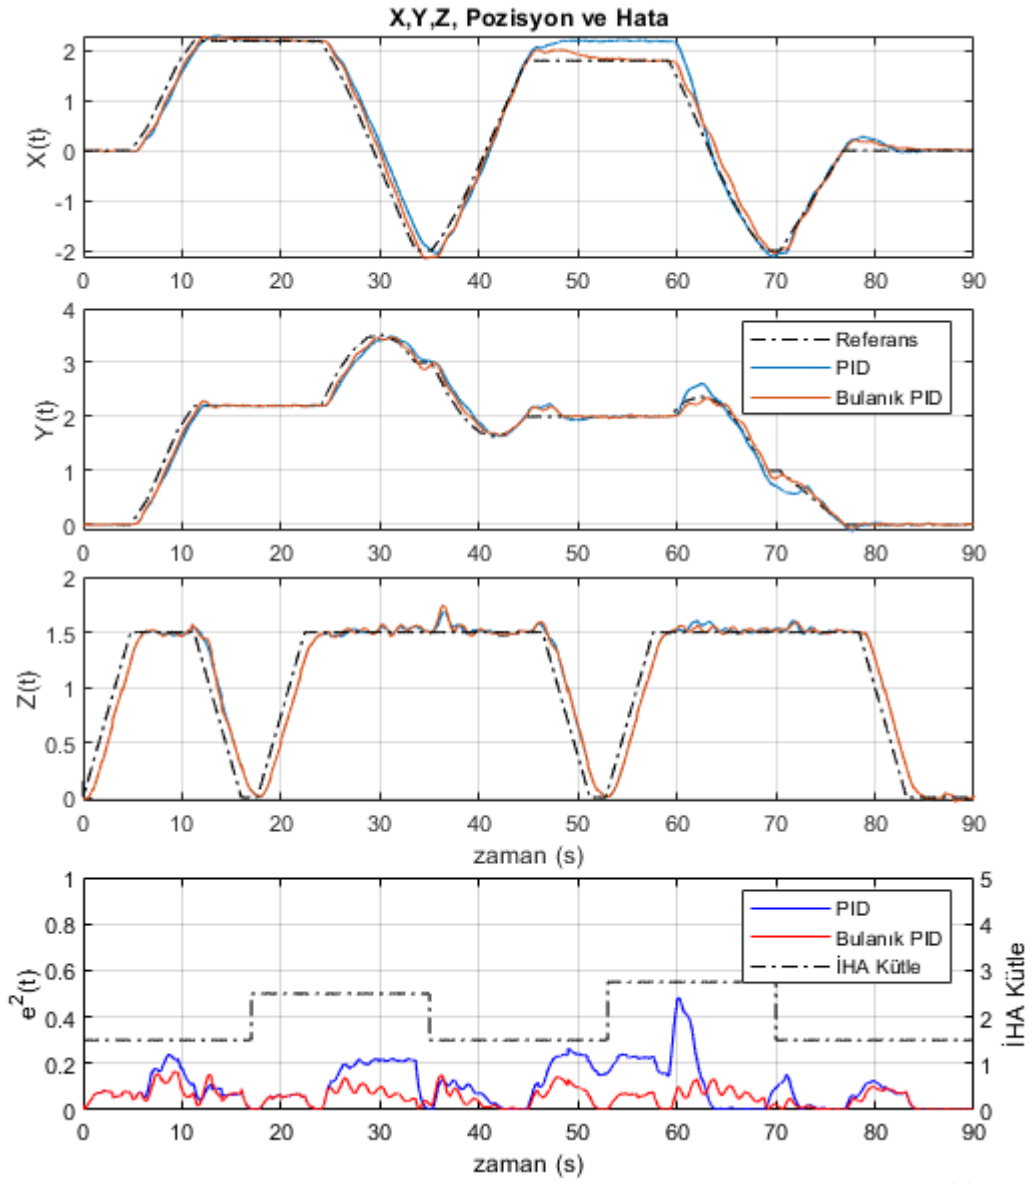 X,Y,Z, Pozisyon ve Hata
2
1
0
-1
-2
X(t)
0 10 20 30 40 50 60 70 80 90
4
3
2
1
0
Y(t)
Referans
PID
Bulanık PID
0 10 20 30 40 50 60 70 80 90
2
1.5
1
0.5
0
Z(t)
0 10 20 30 40 50 60 70 80 90
zaman (s)
1
0.8
0.6
0.4
0.2
0
e²(t)
PID
Bulanık PID
İHA Kütle
5
4
3
2
1
0
İHA Kütle
0 10 20 30 40 50 60 70 80 90
zaman (s)